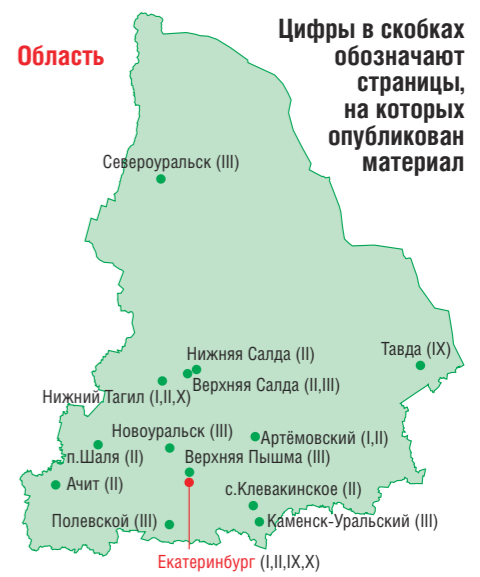 Область
Цифры в скобках
обозначают
страницы,
на которых
опубликован
материал
Североуральск (III)
Нижняя Салда (II)
Тавда (IX)
Верхняя Салда (II,III)
Нижний Тагил (I,II,X)
Новоуральск (III)
Артёмовский (I,II)
п.Шаля (II)
Верхняя Пышма (III)
Ачит (II)
с.Клевакинское (II)
Полевской (III)
Каменск-Уральский (III)
Екатеринбург (I,II,IX,X)